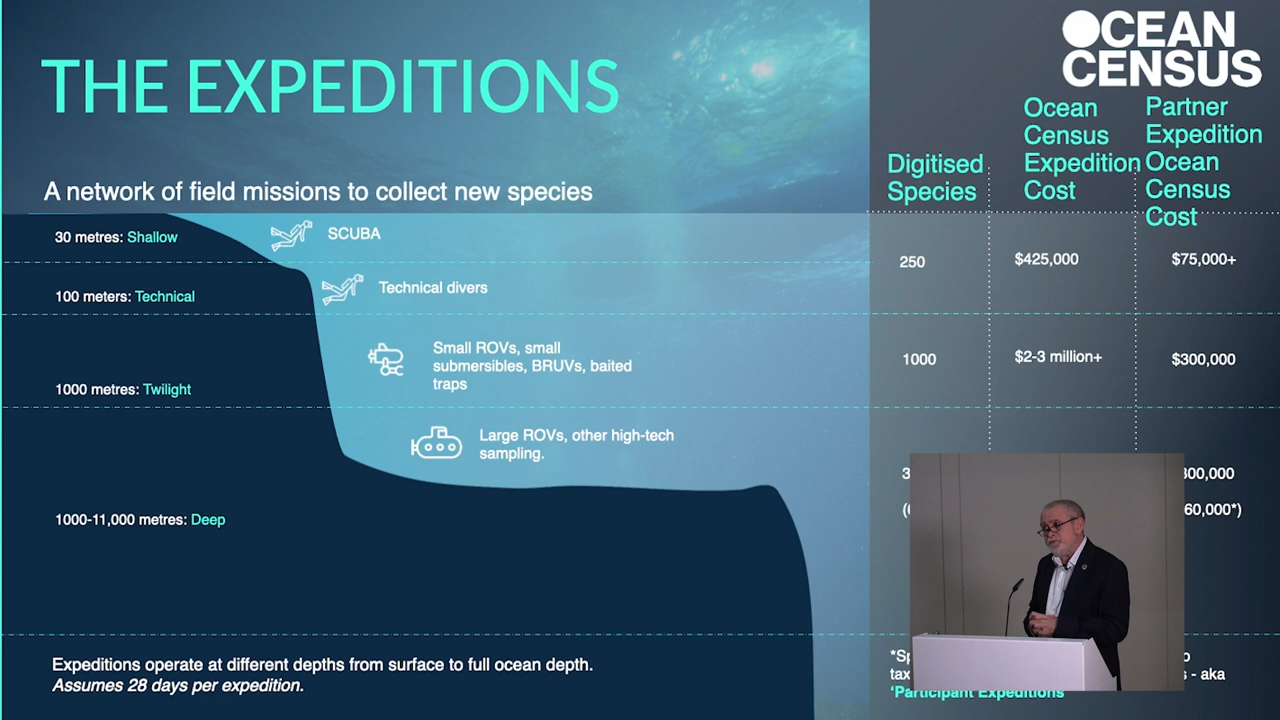 OCEAN
CENSUS
THE EXPEDITIONS
A network of field missions to collect new species
Digitised
Species
Ocean
Census
Expedition
Cost
Partner
Expedition
Ocean
Census
Cost
30 metres: Shallow
SCUBA
250
$425,000
$75,000+
100 meters: Technical
Technical divers
1000 metres: Twilight
Small ROVs, small
submersibles, BRUVs, baited
traps
1000
$2-3 million+
$300,000
Large ROVs, other high-tech
sampling.
1000-11,000 metres: Deep
Expeditions operate at different depths from surface to full ocean depth.
Assumes 28 days per expedition.
- aka
‘Participant Expeditions